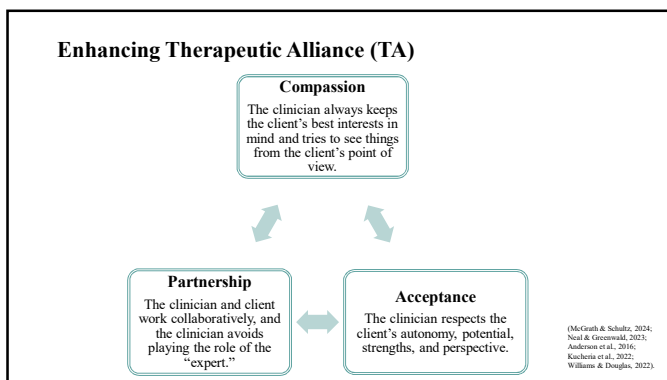 Enhancing Therapeutic Alliance (TA)
Compassion
The clinician always keeps
the client’s best interests in
mind and tries to see things
from the client’s point of
view.
Partnership
The clinician and client
work collaboratively, and
the clinician avoids
playing the role of the
“expert.”
Acceptance
The clinician respects the
client’s autonomy, potential,
strengths, and perspective.
(McGrath & Schultz, 2024;
Neal & Greenwald, 2023;
Anderson et al., 2016;
Kucheria et al., 2022;
Williams & Douglas, 2022).